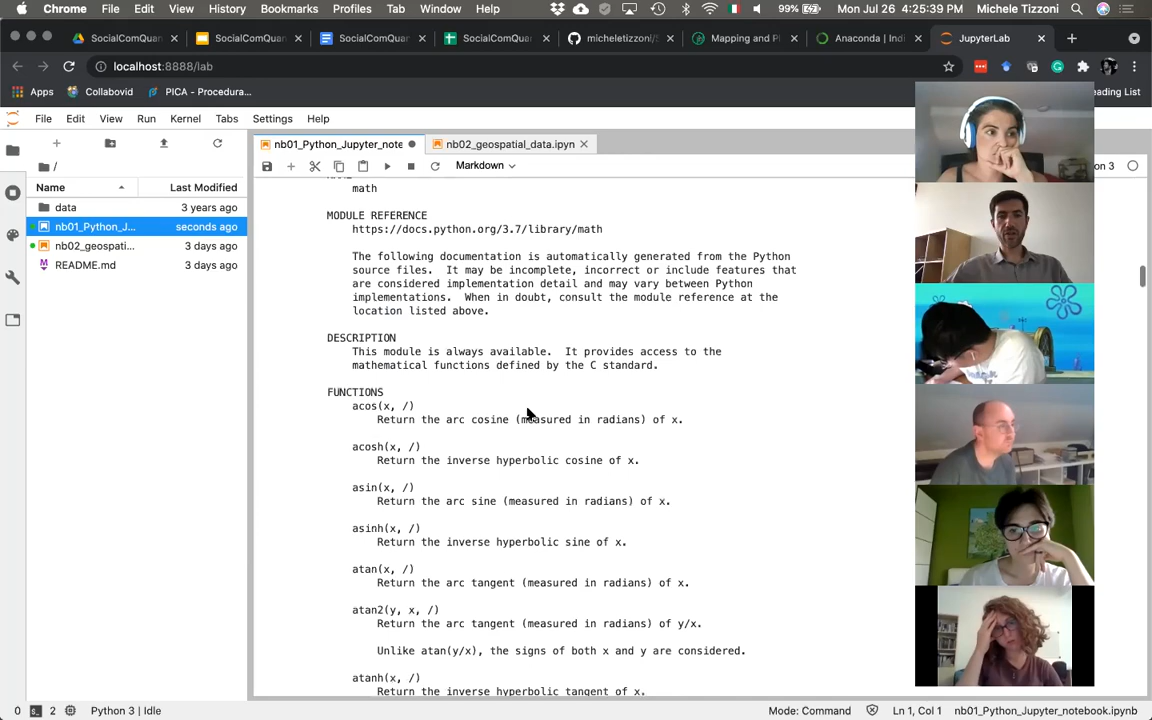 Chrome File Edit View History Bookmarks Profiles Tab Window Help 99% Mon Jul 26 4:25:39 PM Michele Tizzoni
SocialComQuan SocialComQuan SocialComQuan SocialComQuan micheletizzoni/S Mapping and Pl Anaconda | Indi JupyterLab
localhost:8888/lab
Apps Collabovid PICA - Procedura... eading List
File Edit View Run Kernel Tabs Settings Help
nb01_Python_Jupyter_note nb02_geospatial_data.ipyn
/ Markdown on 3
Name Last Modified
data 3 years ago
nb01_Python_J... seconds ago
nb02_geospati... 3 days ago
README.md 3 days ago
math
MODULE REFERENCE
https://docs.python.org/3.7/library/math
The following documentation is automatically generated from the Python
source files. It may be incomplete, incorrect or include features that
are considered implementation detail and may vary between Python
implementations. When in doubt, consult the module reference at the
location listed above.
DESCRIPTION
This module is always available. It provides access to the
mathematical functions defined by the C standard.
FUNCTIONS
acos(x, /)
Return the arc cosine (measured in radians) of x.
acosh(x, /)
Return the inverse hyperbolic cosine of x.
asin(x, /)
Return the arc sine (measured in radians) of x.
asinh(x, /)
Return the inverse hyperbolic sine of x.
atan(x, /)
Return the arc tangent (measured in radians) of x.
atan2(y, x, /)
Return the arc tangent (measured in radians) of y/x.
Unlike atan(y/x), the signs of both x and y are considered.
atanh(x, /)
Return the inverse hyperbolic tangent of x.
0 2 Python 3 | Idle Mode: Command Ln 1, Col 1 nb01_Python_Jupyter_notebook.ipynb